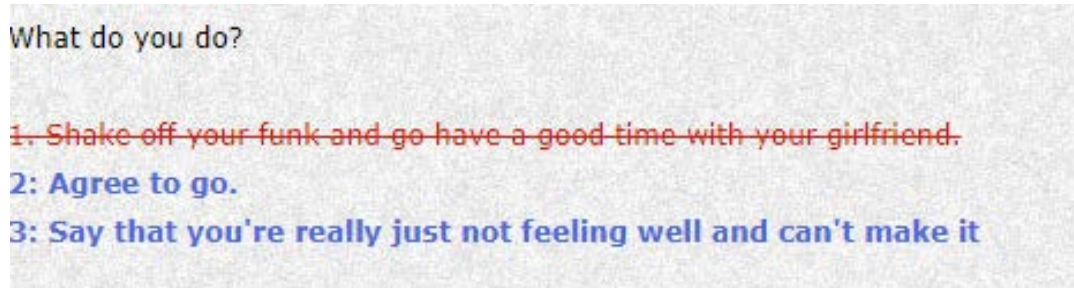 What do you do?
1. Shake off your funk and go have a good time with your girlfriend.
2: Agree to go.
3: Say that you're really just not feeling well and can't make it